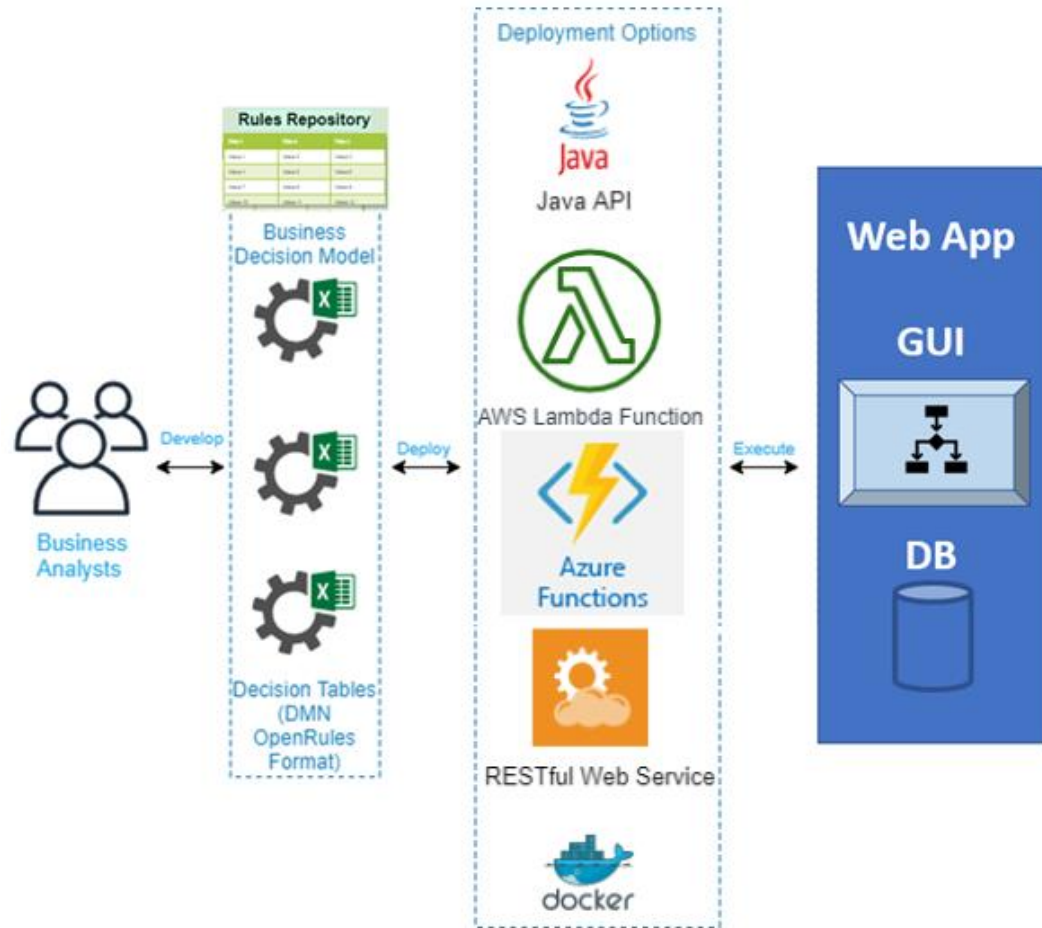 Deployment Options
Java
Java API
AWS Lambda Function
Azure
Functions
RESTful Web Service
docker
Rules Repository
Business
Decision Model
Decision Tables
(DMN
OpenRules
Format)
Business
Analysts
Develop
Deploy
Execute
Web App
GUI
DB
X
X
X